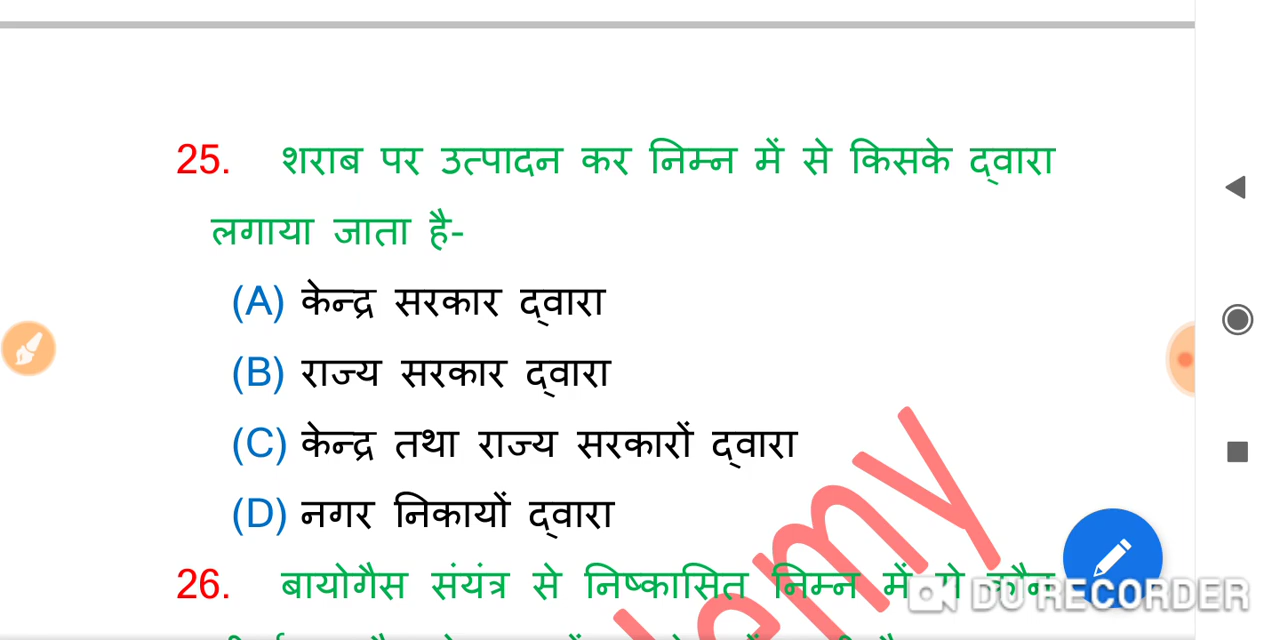 25. शराब पर उत्पादन कर निम्न में से किसके द्वारा
लगाया जाता है-
(A) केन्द्र सरकार द्वारा
(B) राज्य सरकार द्वारा
(C) केन्द्र तथा राज्य सरकारों द्वारा
(D) नगर निकायों द्वारा
26. बायोगैस संयंत्र से निष्कासित निम्न में से कौन
DU RECORDER